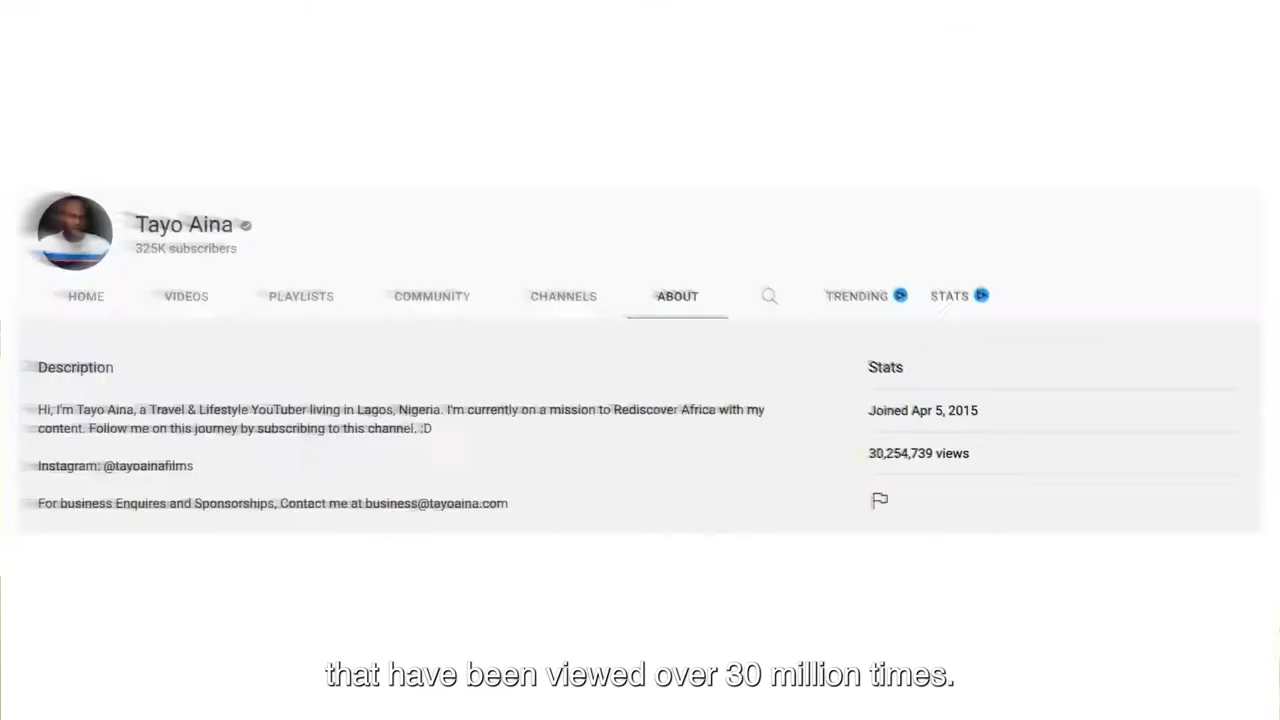 Tayo Aina
325K subscribers
HOME VIDEOS PLAYLISTS COMMUNITY CHANNELS ABOUT TRENDING STATS
Description
Hi, I'm Tayo Aina, a Travel & Lifestyle YouTuber living in Lagos, Nigeria. I'm currently on a mission to Rediscover Africa with my
content. Follow me on this journey by subscribing to this channel. :D
Instagram: @tayoainafilms
For business Enquires and Sponsorships, Contact me at business@tayoaina.com
Stats
Joined Apr 5, 2015
30,254,739 views
that have been viewed over 30 million times.